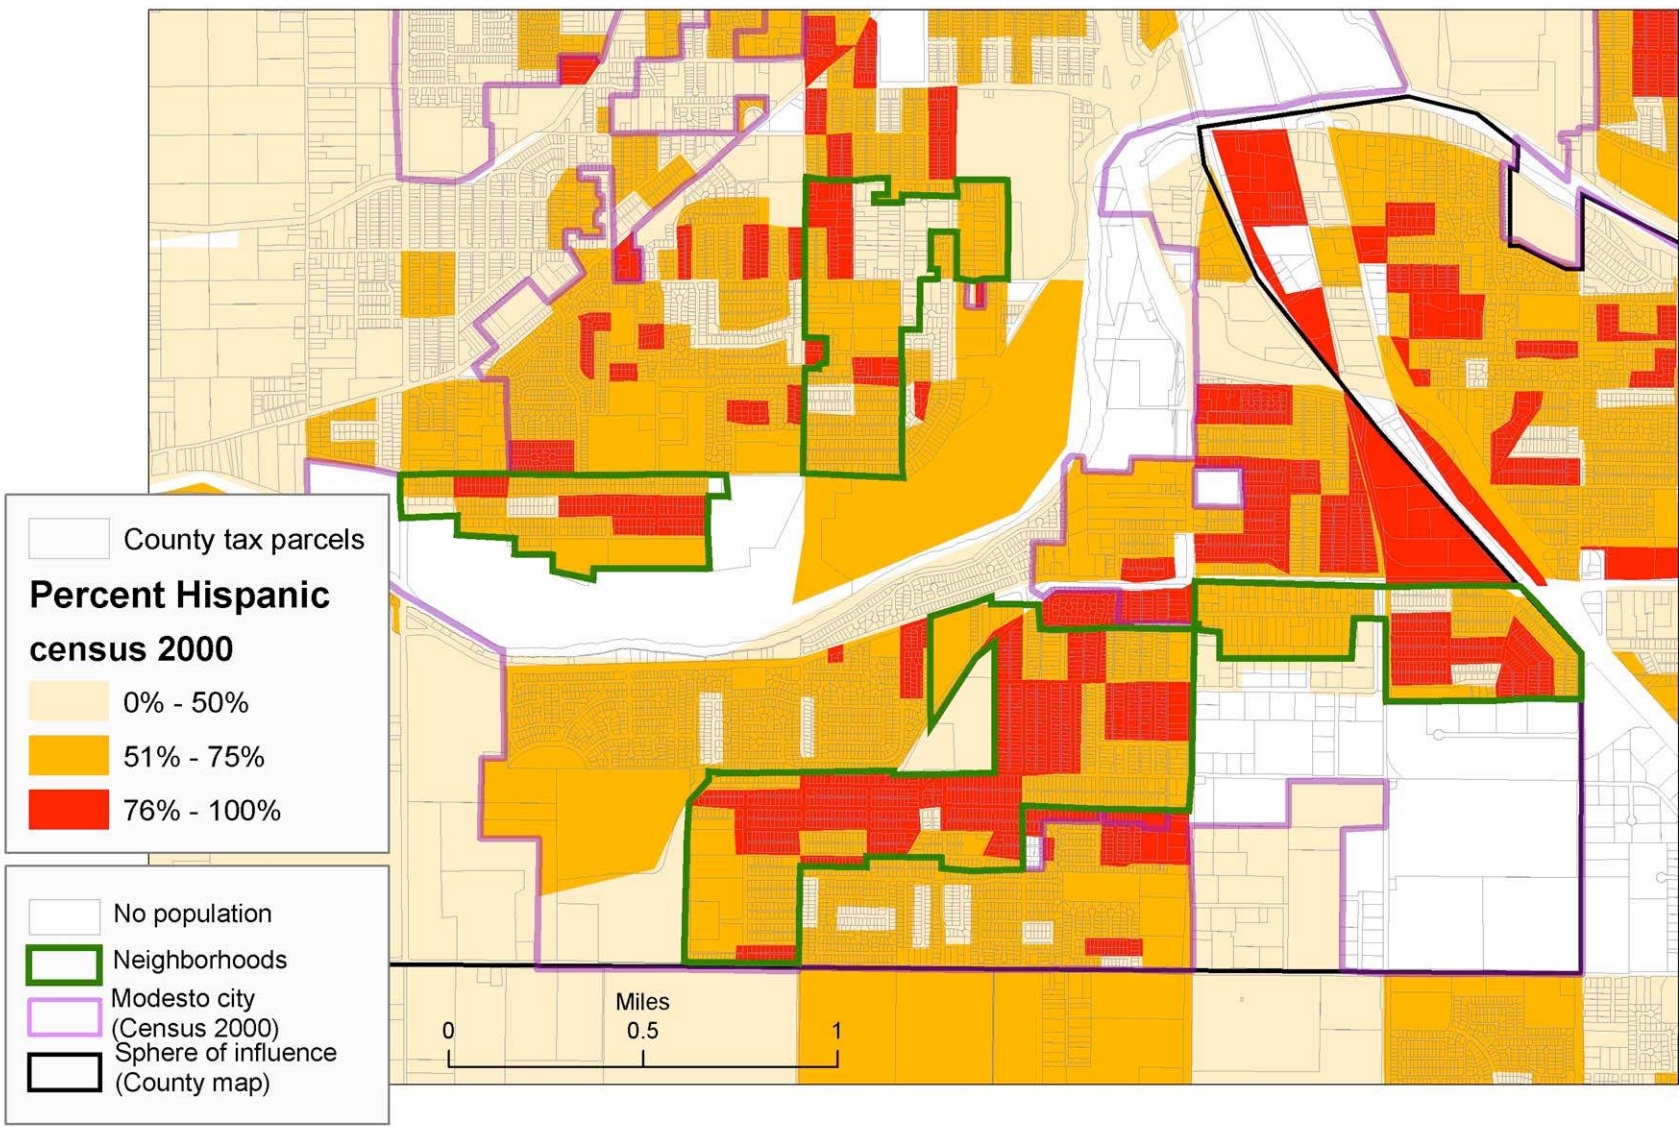 County tax parcels
Percent Hispanic
census 2000
0% - 50%
51% - 75%
76% - 100%
No population
Neighborhoods
Modesto city
(Census 2000)
Sphere of influence
(County map)
Miles
0 0.5 1